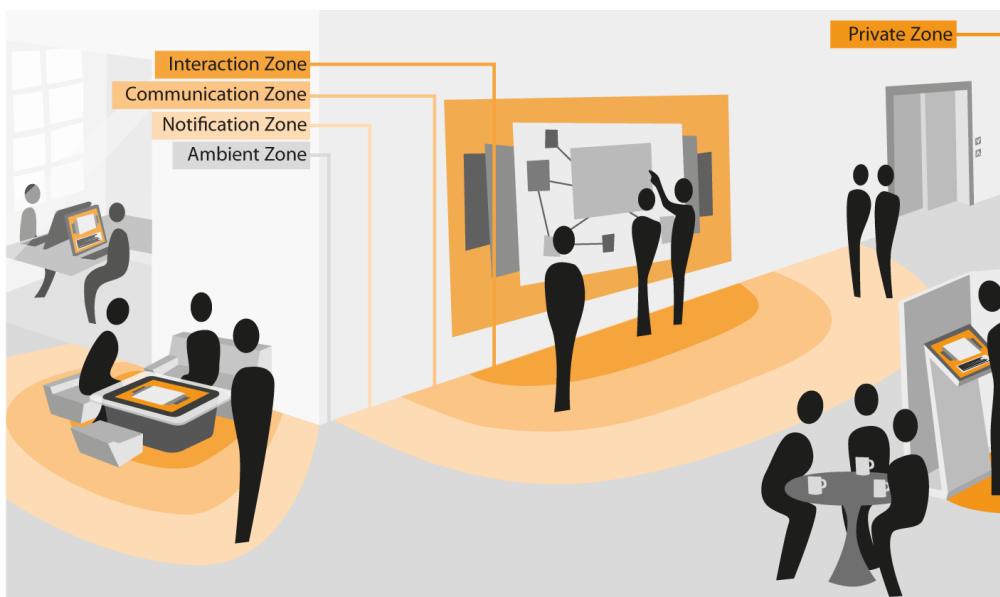 Private Zone
Interaction Zone
Communication Zone
Notification Zone
Ambient Zone